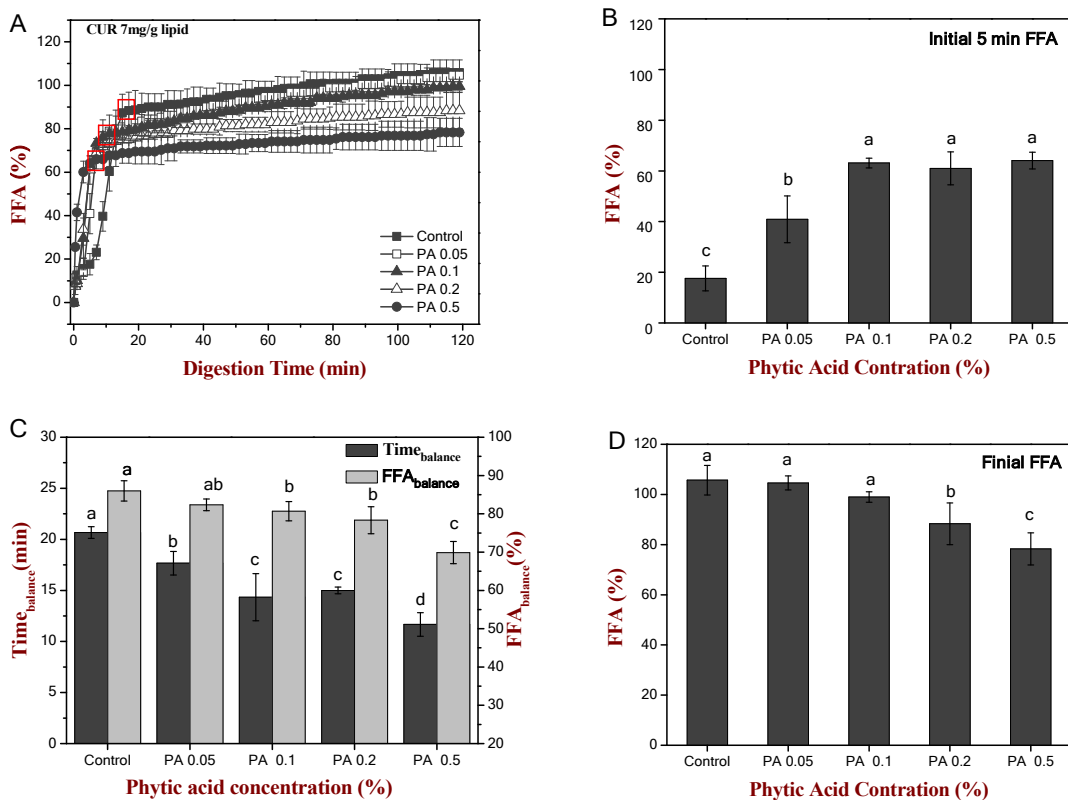 A
CUR 7mg/g lipid
120
100
80
60
40
20
0
FFA (%)
Control
PA 0.05
PA 0.1
PA 0.2
PA 0.5
0 20 40 60 80 100 120
Digestion Time (min)
B
Initial 5 min FFA
120
100
80
60
40
20
0
FFA (%)
c b a a a
Control PA 0.05 PA 0.1 PA 0.2 PA 0.5
Phytic Acid Contration (%)
C
30
25
20
15
10
5
0
Timebalance(min)
Timebalance
FFAbalance
a a b ab c b c b d c
100
90
80
70
60
50
40
30
20
FFAbalance(%)
Control PA 0.05 PA 0.1 PA 0.2 PA 0.5
Phytic acid concentration (%)
D
Finial FFA
120
100
80
60
40
20
0
FFA (%)
a a a b c
Control PA 0.05 PA 0.1 PA 0.2 PA 0.5
Phytic Acid Contration (%)